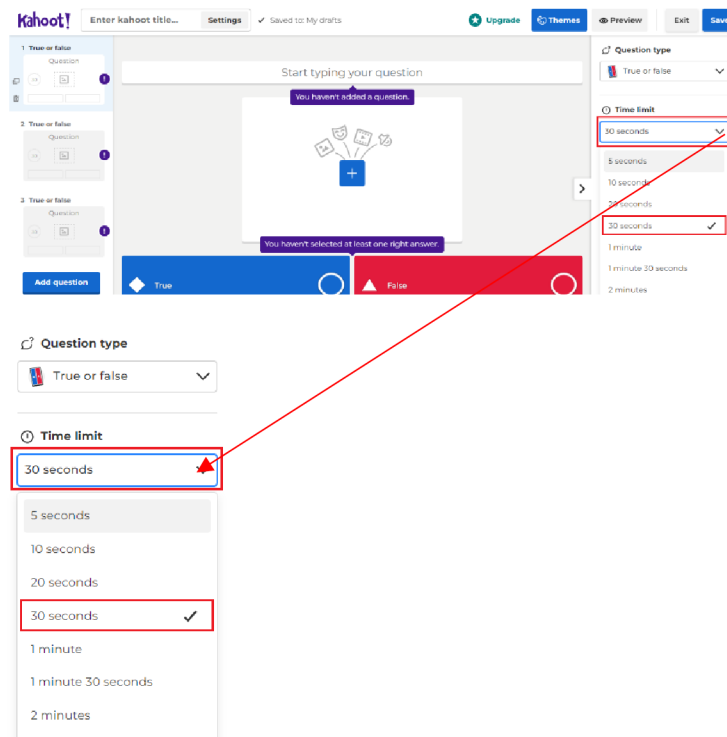 Kahoot!
Enter kahoot title...
Settings
✓ Saved to: My drafts
Upgrade
Themes
Preview
Exit
Save
1 True or false
Question
2 True or false
Question
3 True or false
Question
Add question
Start typing your question
You haven't added a question.
You haven't selected at least one right answer.
True
False
Question type
True or false
Time limit
30 seconds
5 seconds
10 seconds
20 seconds
30 seconds
1 minute
1 minute 30 seconds
2 minutes
Question type
True or false
Time limit
30 seconds
5 seconds
10 seconds
20 seconds
30 seconds
1 minute
1 minute 30 seconds
2 minutes